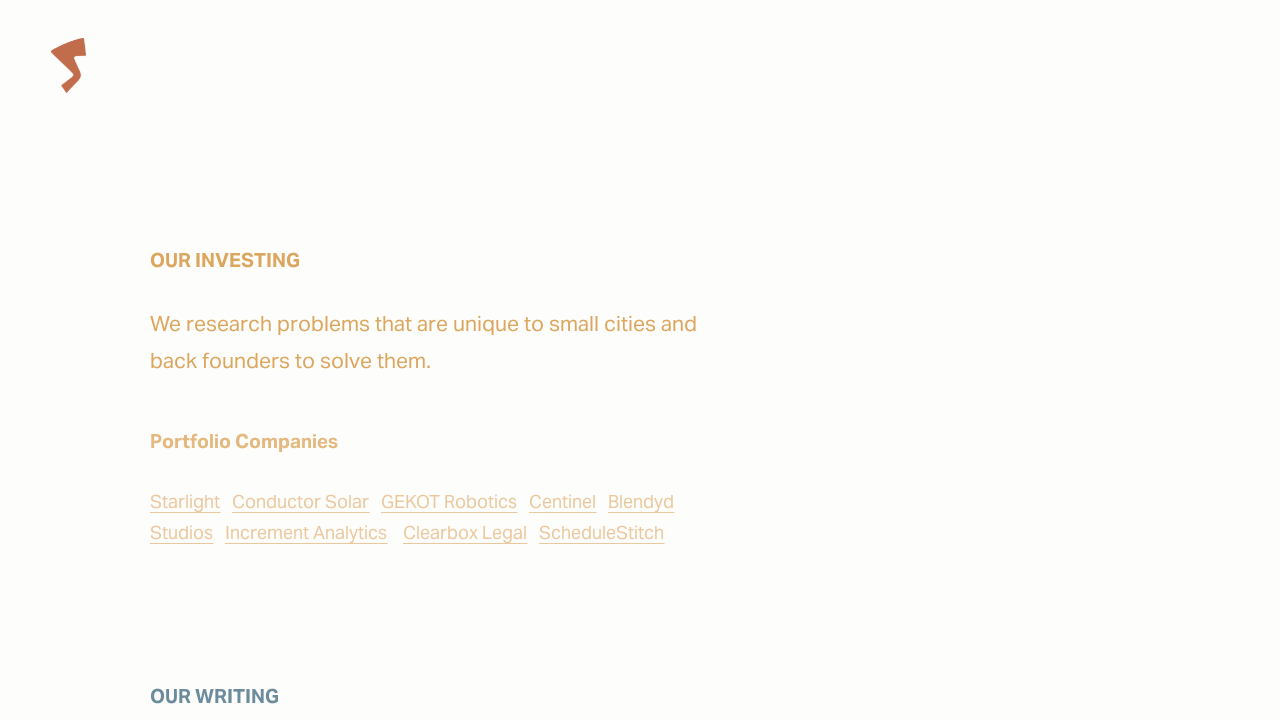 OUR INVESTING
We research problems that are unique to small cities and
back founders to solve them.
Portfolio Companies
Starlight Conductor Solar GEKOT Robotics Centinel Blendyd
Studios Increment Analytics Clearbox Legal ScheduleStitch
OUR WRITING